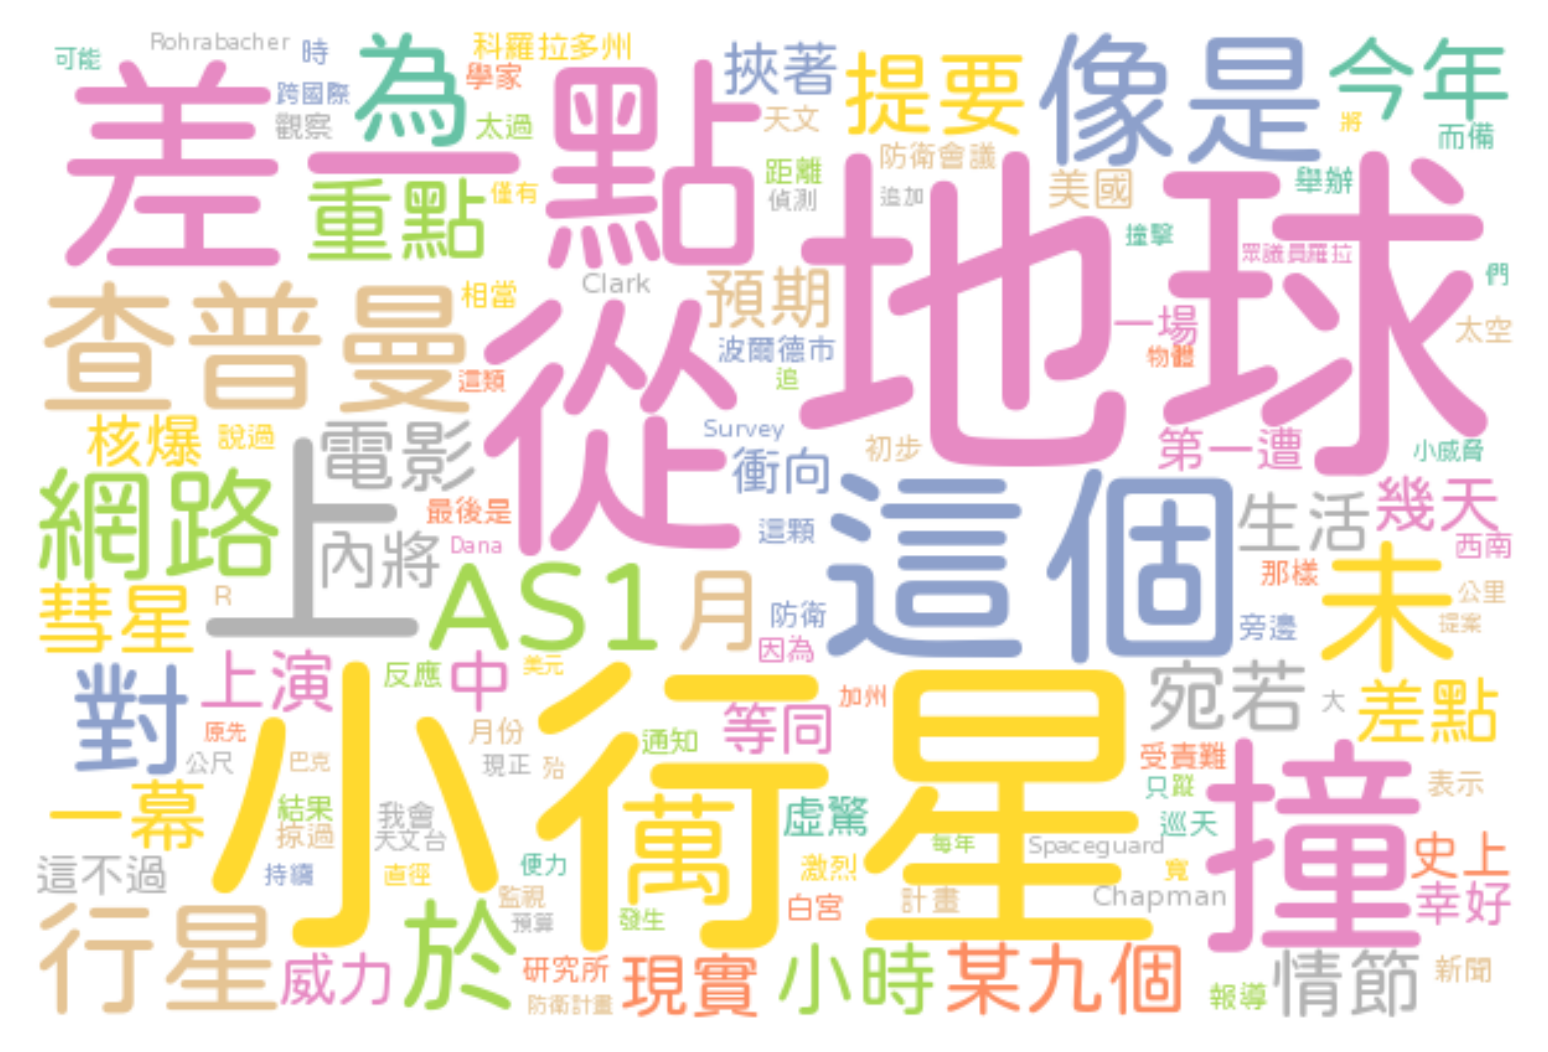 可能
Rohrabacher
時
科羅拉多州
學家
跨國際
觀察
太過
為
差一點
挾著
天文
提要
像是
今年
將
而備
重點
僅有
距離
偵測
防衛會議
追加
美國
舉辦
撞擊
眾議員羅拉
地球
門
查普曼
相當
Clark
預期
一場
物體
太空
這類
從
波爾德市
追
核爆
說過
電影
Survey
初步
第一遭
小威脅
網路
上
最後是
衝向
這個
生活
幾天
內將
Dana
這顆
那樣
西南
彗星
R
AS1
月
防衛
未
公里
提案
因為
旁邊
對
上演
反應
中
美元
小行星
宛若
大
差點
原先
月份
通知
等同
加州
公尺
巴克
現正
殆
受責難
撞
一幕
結果
掠過
我會
天文台
萬
虛驚
只蹤
表示
巡天
每年
Spaceguard
史上
這不過
持續
直徑
便力
激烈
寬
監視
計畫
Chapman
幸好
行星
預算
發生
白宮
威力
於
研究所
防衛計畫
現實
小時
某九個
報導
情節
新聞